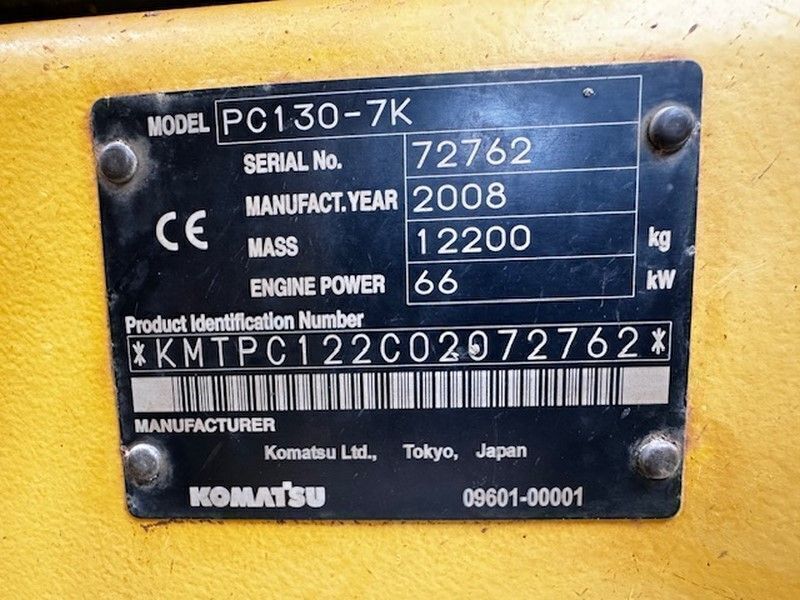 MODEL PC130-7K
SERIAL No. 72762
MANUFACT.YEAR 2008
CE
MASS 12200 kg
ENGINE POWER 66 kW
Product Identification Number
*KMTPC122C02072762*
MANUFACTURER
Komatsu Ltd., Tokyo, Japan
KOMATSU 09601-00001